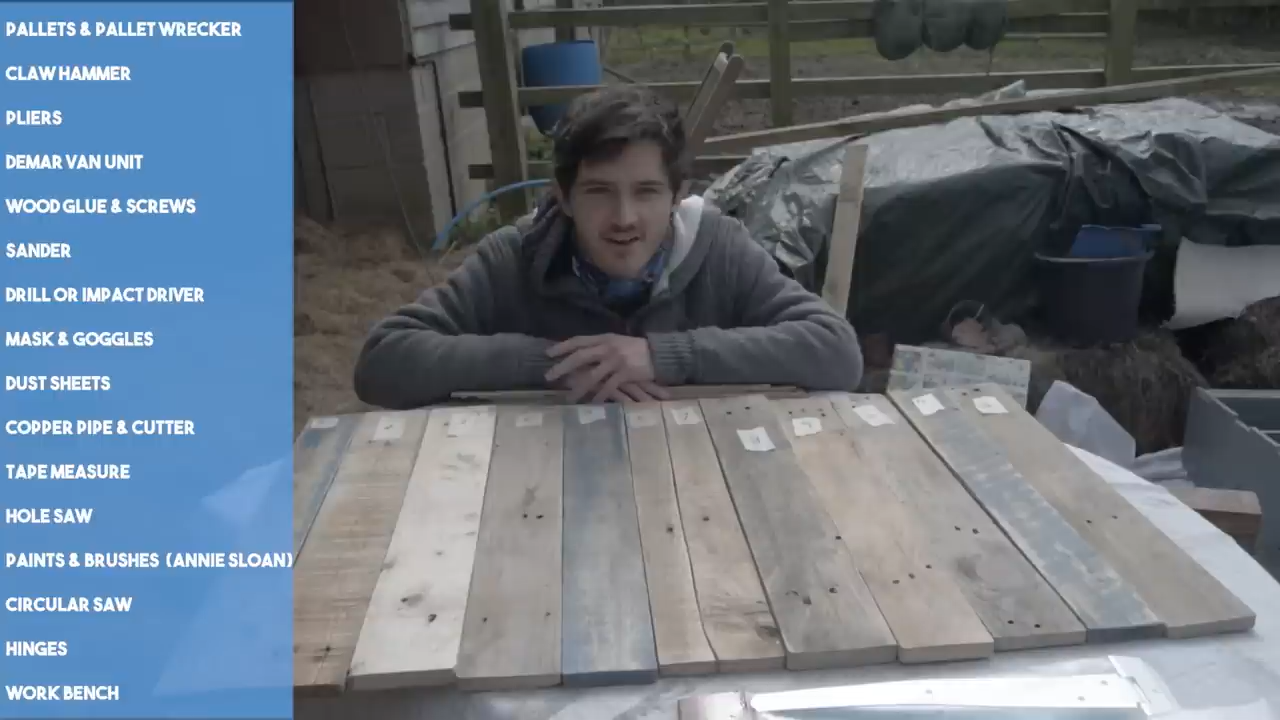 PALLETS & PALLET WRECKER
CLAW HAMMER
PLIERS
DEMAR VAN UNIT
WOOD GLUE & SCREWS
SANDER
DRILL OR IMPACT DRIVER
MASK & GOGGLES
DUST SHEETS
COPPER PIPE & CUTTER
TAPE MEASURE
HOLE SAW
PAINTS & BRUSHES (ANNIE SLOAN)
CIRCULAR SAW
HINGES
WORK BENCH